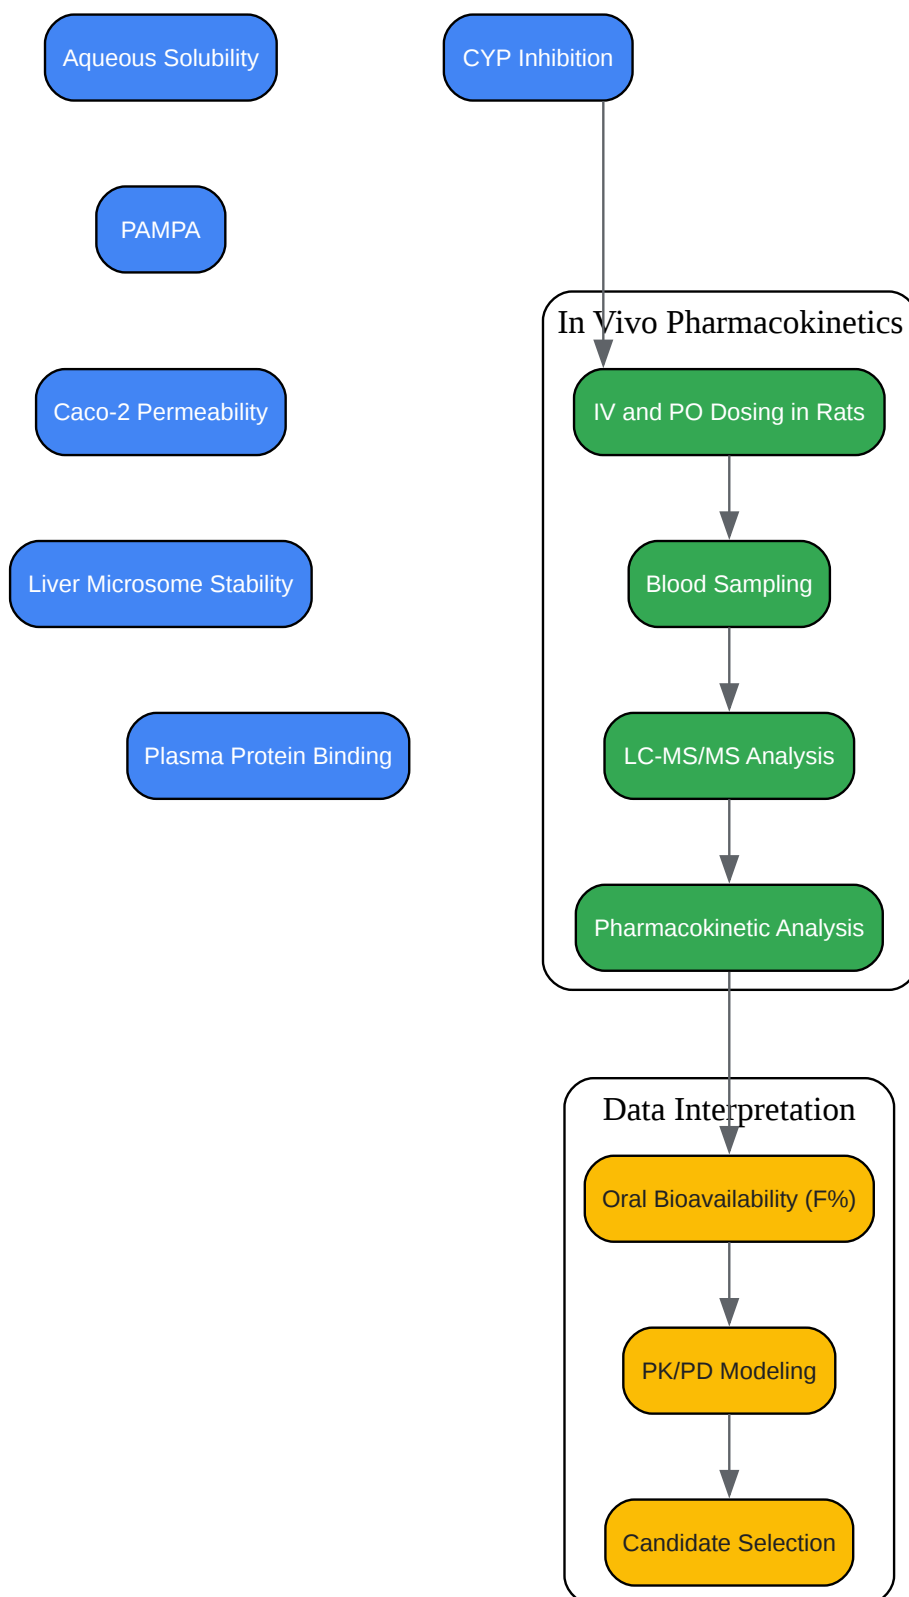 Aqueous Solubility
CYP Inhibition
PAMPA
In Vivo Pharmacokinetics
Caco-2 Permeability
IV and PO Dosing in Rats
Liver Microsome Stability
Blood Sampling
Plasma Protein Binding
LC-MS/MS Analysis
Pharmacokinetic Analysis
Data Interpretation
Oral Bioavailability (F%)
PK/PD Modeling
Candidate Selection